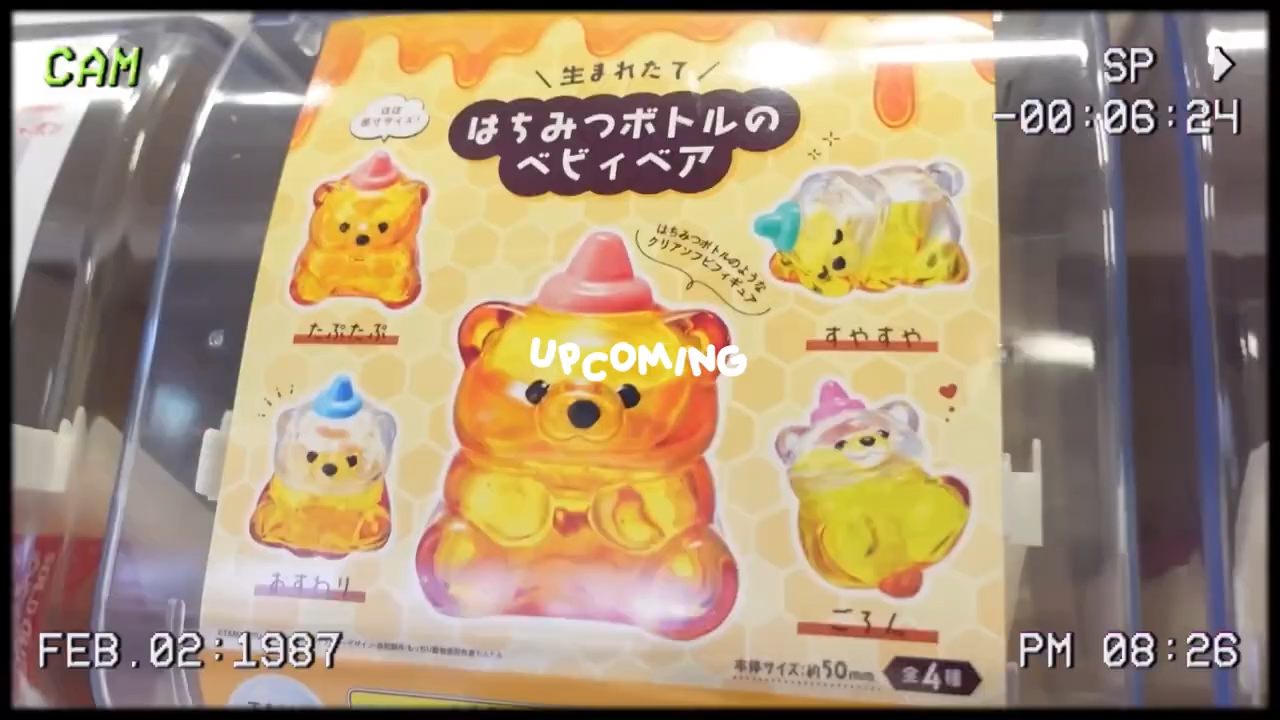 CAM
SP
-00:06:24
生まれたて
はちみつボトルの
ベビィベア
ほぼ
原寸サイズ!
はちみつボトルのような
クリアソフビフィギュア
たぷたぷ
すやすや
UPCOMING
おすわり
ごろん
本体サイズ:約50mm
全4種
FEB.02:1987
PM 08:26